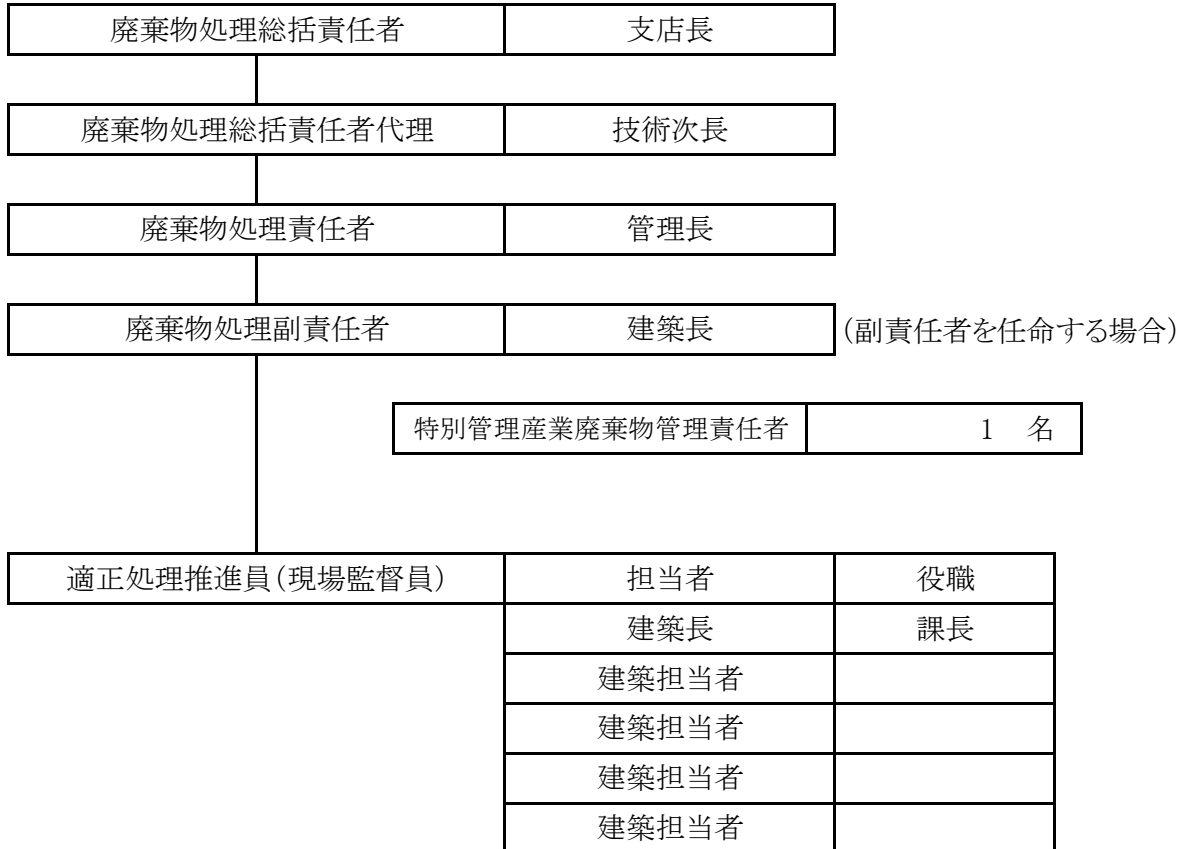 廃棄物処理総括責任者 支店長
廃棄物処理総括責任者代理 技術次長
廃棄物処理責任者 管理長
廃棄物処理副責任者 建築長 (副責任者を任命する場合)
特別管理産業廃棄物管理責任者 1 名
適正処理推進員(現場監督員) 担当者 役職
建築長 課長
建築担当者
建築担当者
建築担当者
建築担当者